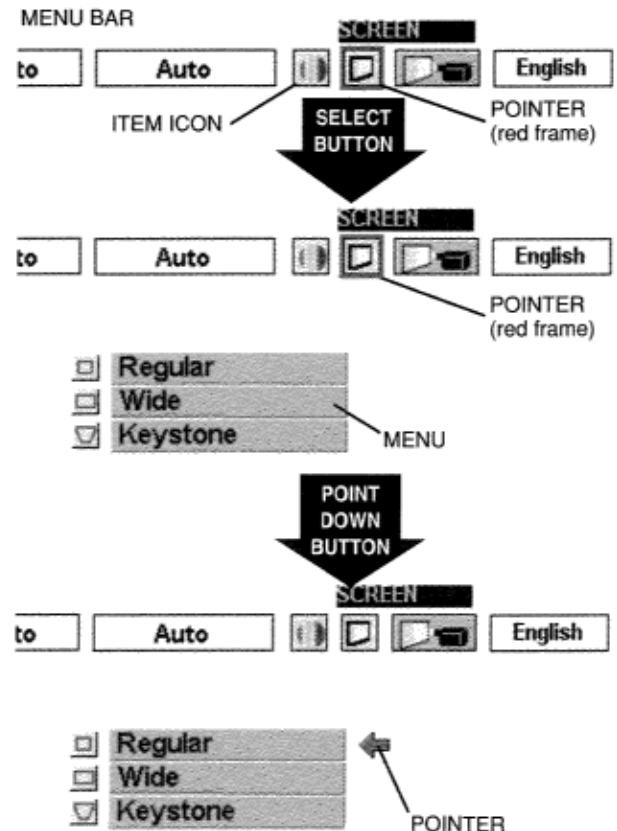 MENU BAR
SCREEN
to Auto English
ITEM ICON
SELECT
BUTTON
POINTER
(red frame)
SCREEN
to Auto English
POINTER
(red frame)
Regular
Wide
Keystone
MENU
POINT
DOWN
BUTTON
SCREEN
to Auto English
Regular
Wide
Keystone
POINTER